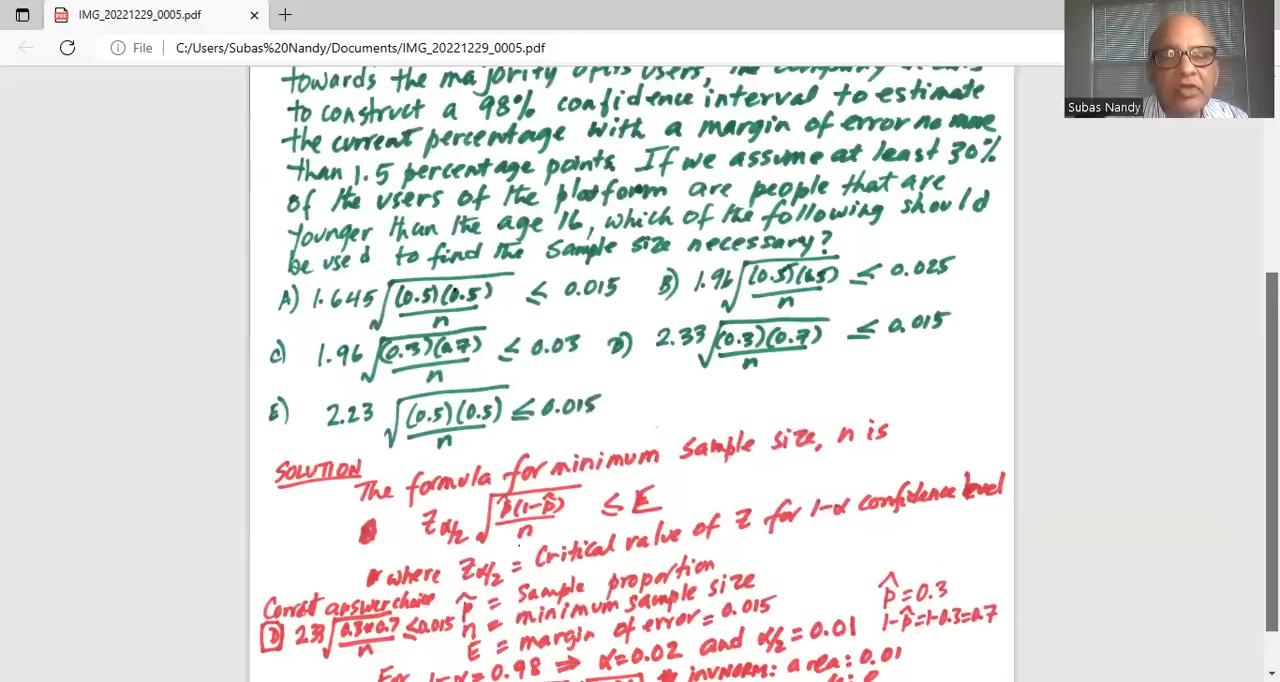 IMG_20221229_0005.pdf
File
C:/Users/Subas%20Nandy/Documents/IMG_20221229_0005.pdf
Subas Nandy
towards the majority of its users, the company
to construct a 98% confidence interval to estimate
the current percentage with a margin of error no more
than 1.5 percentage points. If we assume at least 30%
of the users of the platform are people that are
younger than the age 16, which of the following should
be used to find the sample size necessary?
A) 1.645 √((0.5)(0.5)/n) ≤ 0.015 B) 1.96 √((0.5)(0.5)/n) ≤ 0.025
C) 1.96 √((0.3)(0.7)/n) ≤ 0.03 D) 2.33 √((0.3)(0.7)/n) ≤ 0.015
E) 2.23 √((0.5)(0.5)/n) ≤ 0.015
SOLUTION
The formula for minimum sample size, n is
Zα/2 √(p̂(1-p̂)/n) ≤ E
where Zα/2 = Critical value of Z for 1-α confidence level
p̂ = sample proportion
n = minimum sample size
E = margin of error = 0.015
p̂ = 0.3
1-p̂ = 1-0.3 = 0.7
Correct answer choice
D) 2.33 √(0.3*0.7/n) ≤ 0.015
For 1-α = 0.98 ⇒ α = 0.02 and α/2 = 0.01
INVNORM: area: 0.01